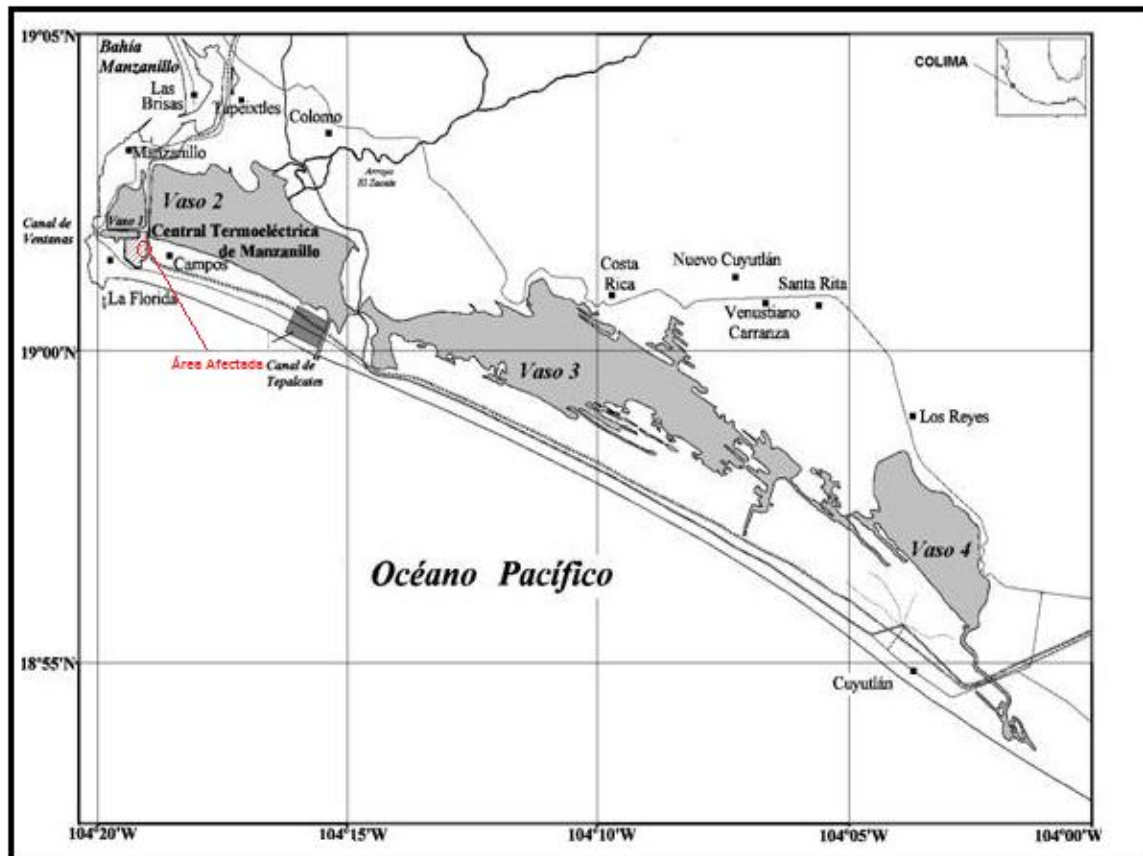 19°05'N
Bahía
Manzanillo
Las
Brisas
Tapeixtles
Colomo
COLIMA
Manzanillo
Arroyo
El Zacate
Vaso 2
Vaso 1
Canal de
Ventanas
Central Termoeléctrica
de Manzanillo
Campos
La Florida
Costa
Rica
Nuevo Cuyutlán
Santa Rita
Venustiano
Carranza
19°00'N
Área Afectada
Canal de
Tepalcates
Vaso 3
Los Reyes
Vaso 4
Océano Pacífico
18°55'N
Cuyutlán
104°20'W
104°15'W
104°10'W
104°05'W
104°00'W